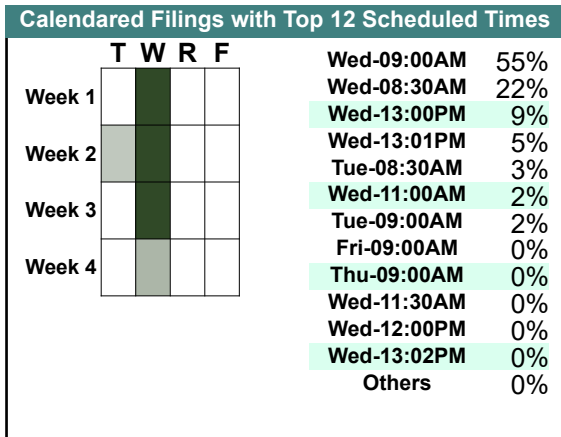 Calendared Filings with Top 12 Scheduled Times
T W R F
Week 1
Week 2
Week 3
Week 4
Wed-09:00AM 55%
Wed-08:30AM 22%
Wed-13:00PM 9%
Wed-13:01PM 5%
Tue-08:30AM 3%
Wed-11:00AM 2%
Tue-09:00AM 2%
Fri-09:00AM 0%
Thu-09:00AM 0%
Wed-11:30AM 0%
Wed-12:00PM 0%
Wed-13:02PM 0%
Others 0%